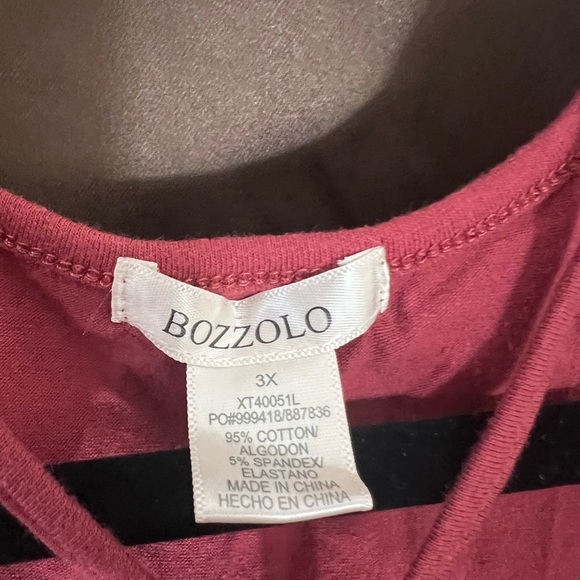 BOZZOLO
3X
XT40051L
PO#999418/887836
95% COTTON/
ALGODON
5% SPANDEX/
ELASTANO
MADE IN CHINA
HECHO EN CHINA